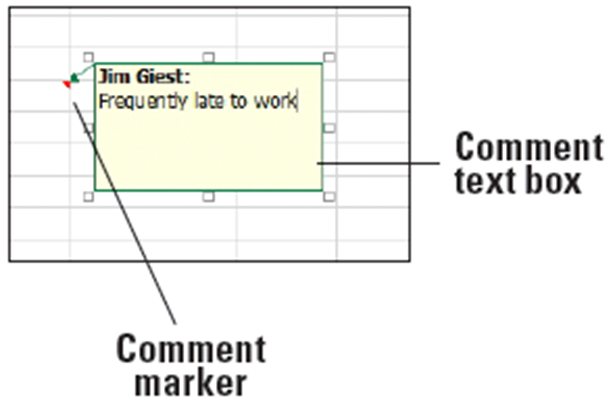 Jim Giest:
Frequently late to work
Comment
text box
Comment
marker